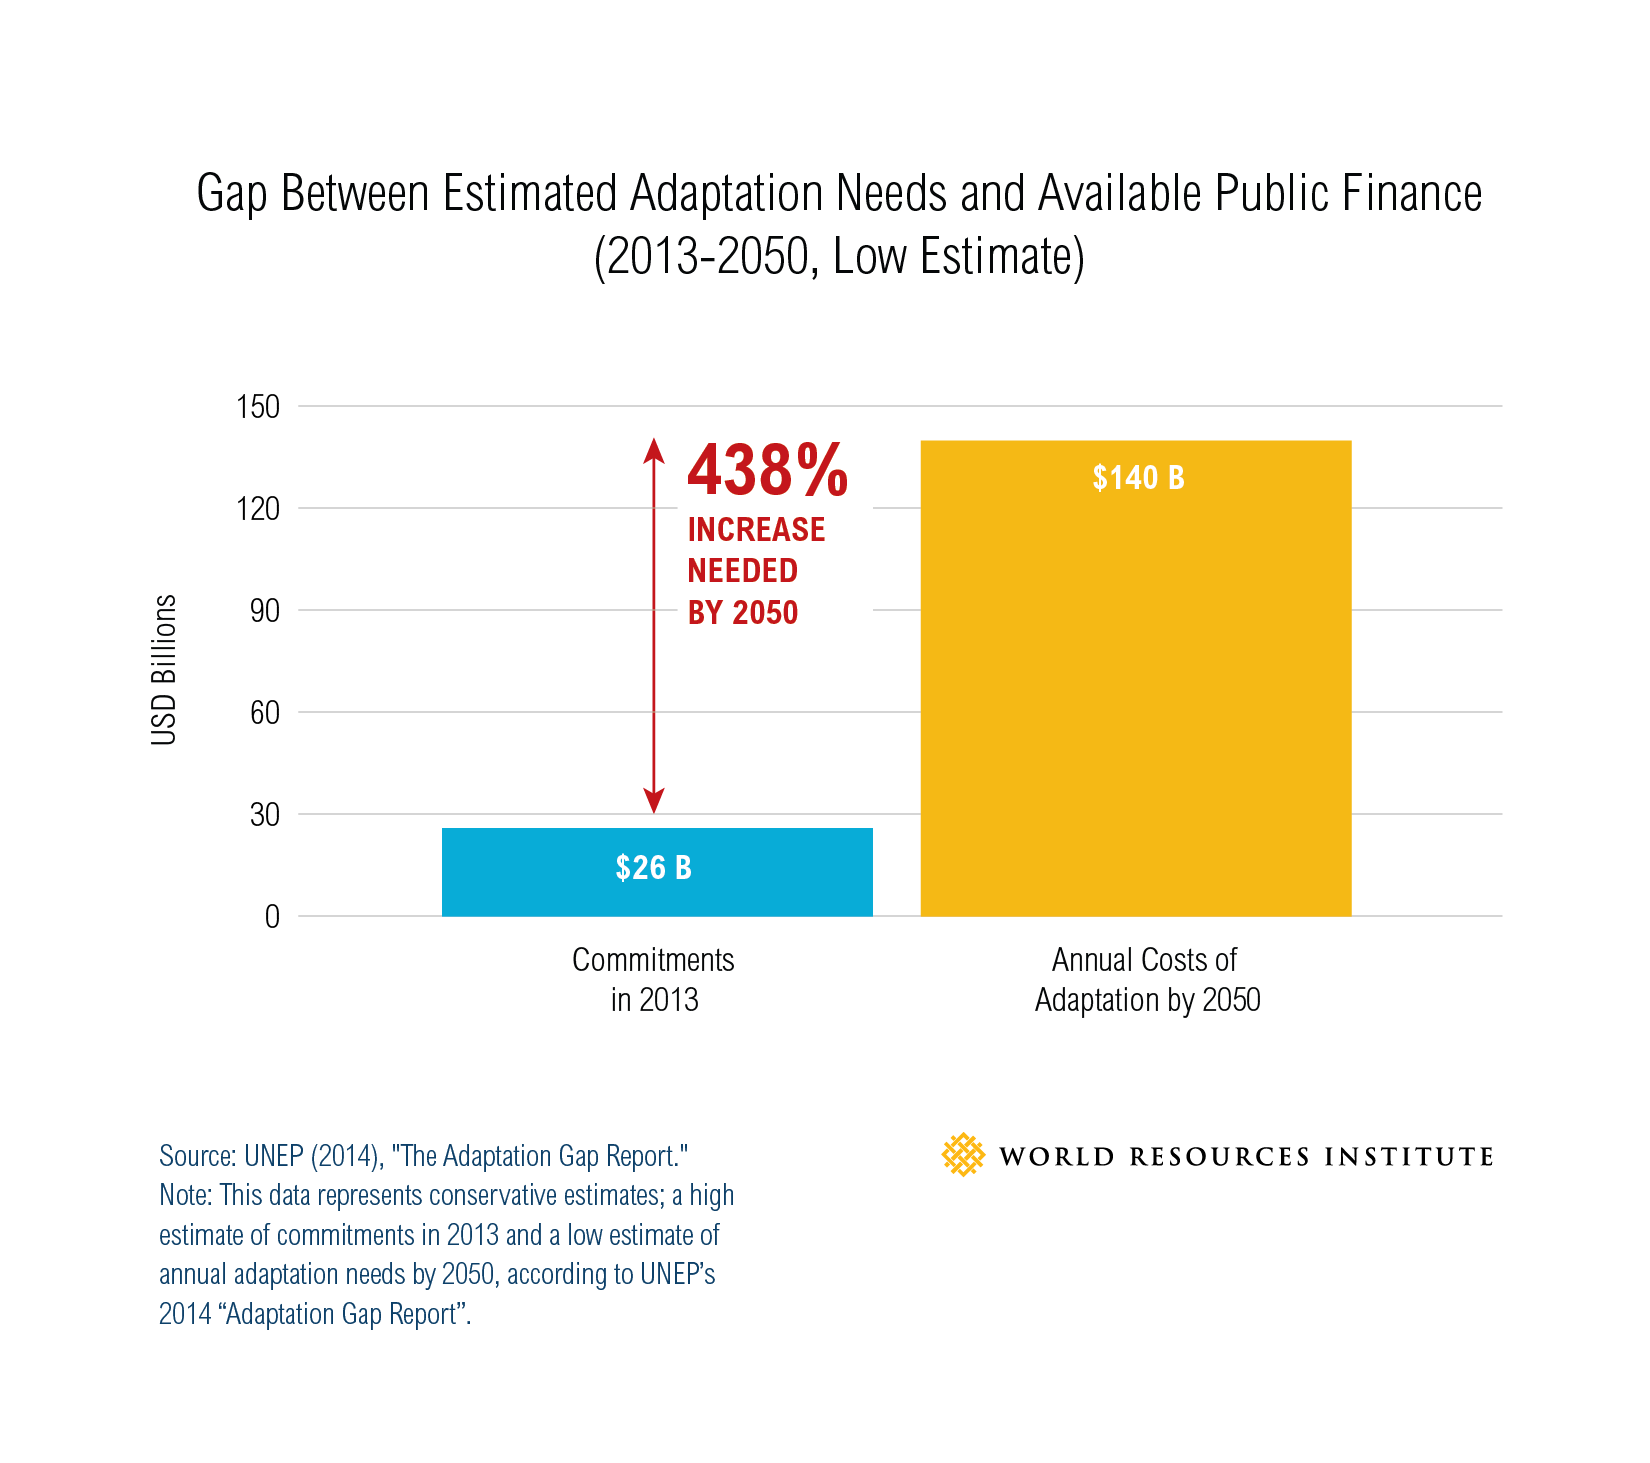 Gap Between Estimated Adaptation Needs and Available Public Finance
(2013-2050, Low Estimate)
150
120
90
60
30
0
USD Billions
438%
INCREASE
NEEDED
BY 2050
$140 B
$26 B
Commitments
in 2013
Annual Costs of
Adaptation by 2050
Source: UNEP (2014), "The Adaptation Gap Report."
Note: This data represents conservative estimates; a high
estimate of commitments in 2013 and a low estimate of
annual adaptation needs by 2050, according to UNEP’s
2014 “Adaptation Gap Report”.
WORLD RESOURCES INSTITUTE